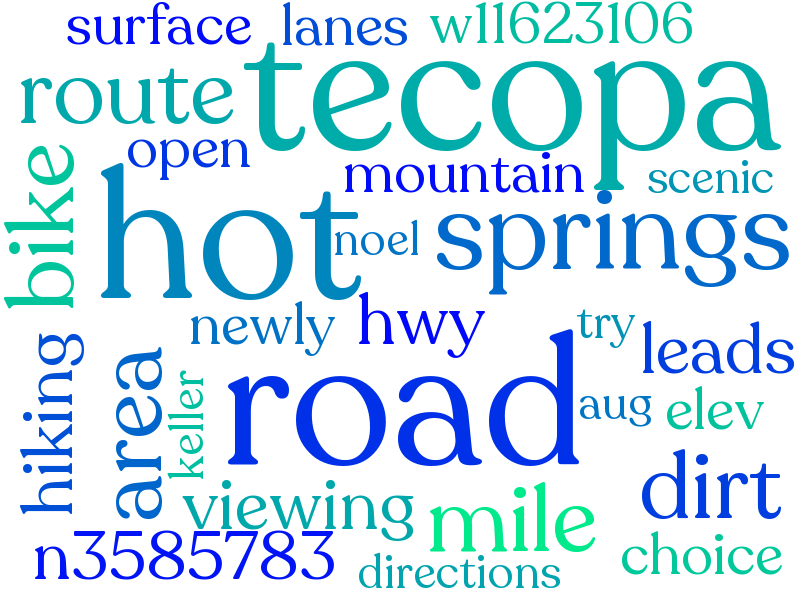 surface lanes w11623106
route tecopa
open
mountain scenic
bike
hot noel springs
newly hwy try
leads
hiking area keller road aug elev
dirt
viewing mile
n3585783 choice
directions